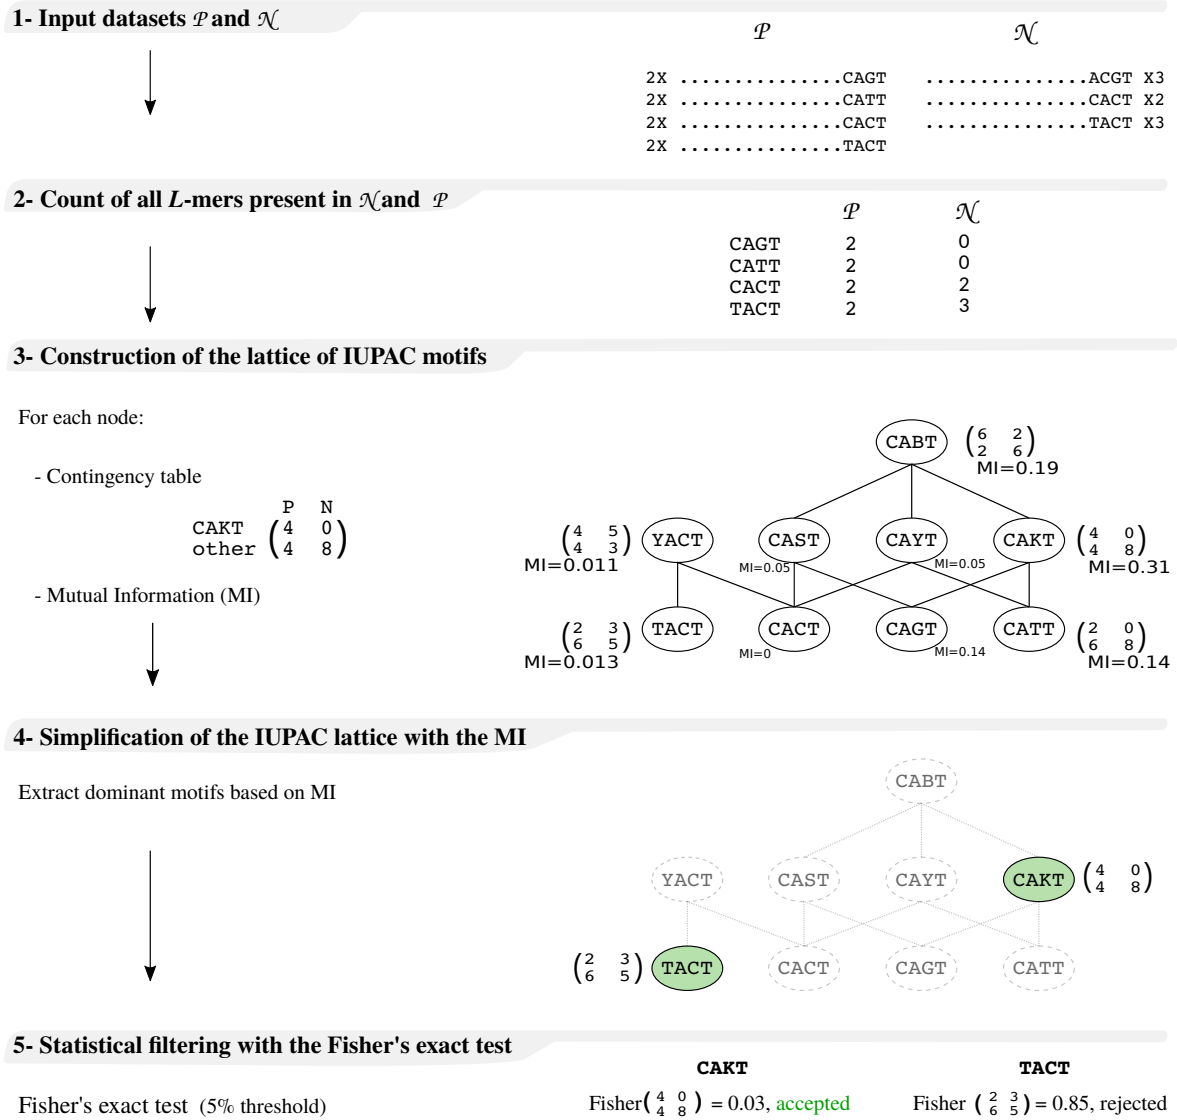 1- Input datasets 𝒫 and 𝒩
𝒫 𝒩
2X ...............CAGT ...............ACGT X3
2X ...............CATT ...............CACT X2
2X ...............CACT ...............TACT X3
2X ...............TACT
2- Count of all L-mers present in 𝒩 and 𝒫
𝒫 𝒩
CAGT 2 0
CATT 2 0
CACT 2 2
TACT 2 3
3- Construction of the lattice of IUPAC motifs
For each node:
- Contingency table
P N
CAKT (4 0
other 4 8)
- Mutual Information (MI)
CABT (6 2
2 6)
MI=0.19
(4 5 YACT CAST CAYT CAKT (4 0
4 3) 4 8)
MI=0.011 MI=0.05 MI=0.05 MI=0.31
(2 3 TACT CACT CAGT CATT (2 0
6 5) 6 8)
MI=0.013 MI=0 MI=0.14 MI=0.14
4- Simplification of the IUPAC lattice with the MI
Extract dominant motifs based on MI
CABT
YACT CAST CAYT CAKT (4 0
4 8)
(2 3 TACT CACT CAGT CATT
6 5)
5- Statistical filtering with the Fisher's exact test
CAKT TACT
Fisher's exact test (5% threshold)
Fisher(4 0
4 8) = 0.03, accepted
Fisher (2 3
6 5) = 0.85, rejected